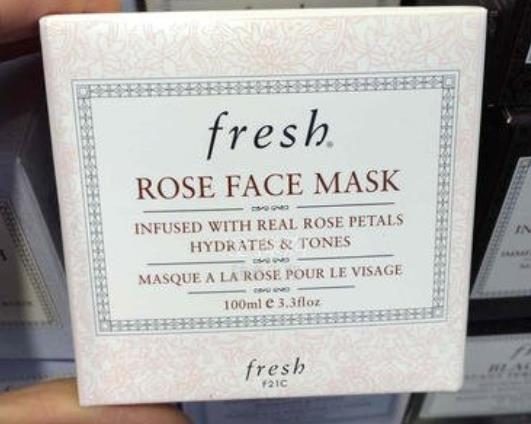 fresh®
ROSE FACE MASK
INFUSED WITH REAL ROSE PETALS
HYDRATES & TONES
MASQUE A LA ROSE POUR LE VISAGE
100ml e 3.3floz
fresh
F21C